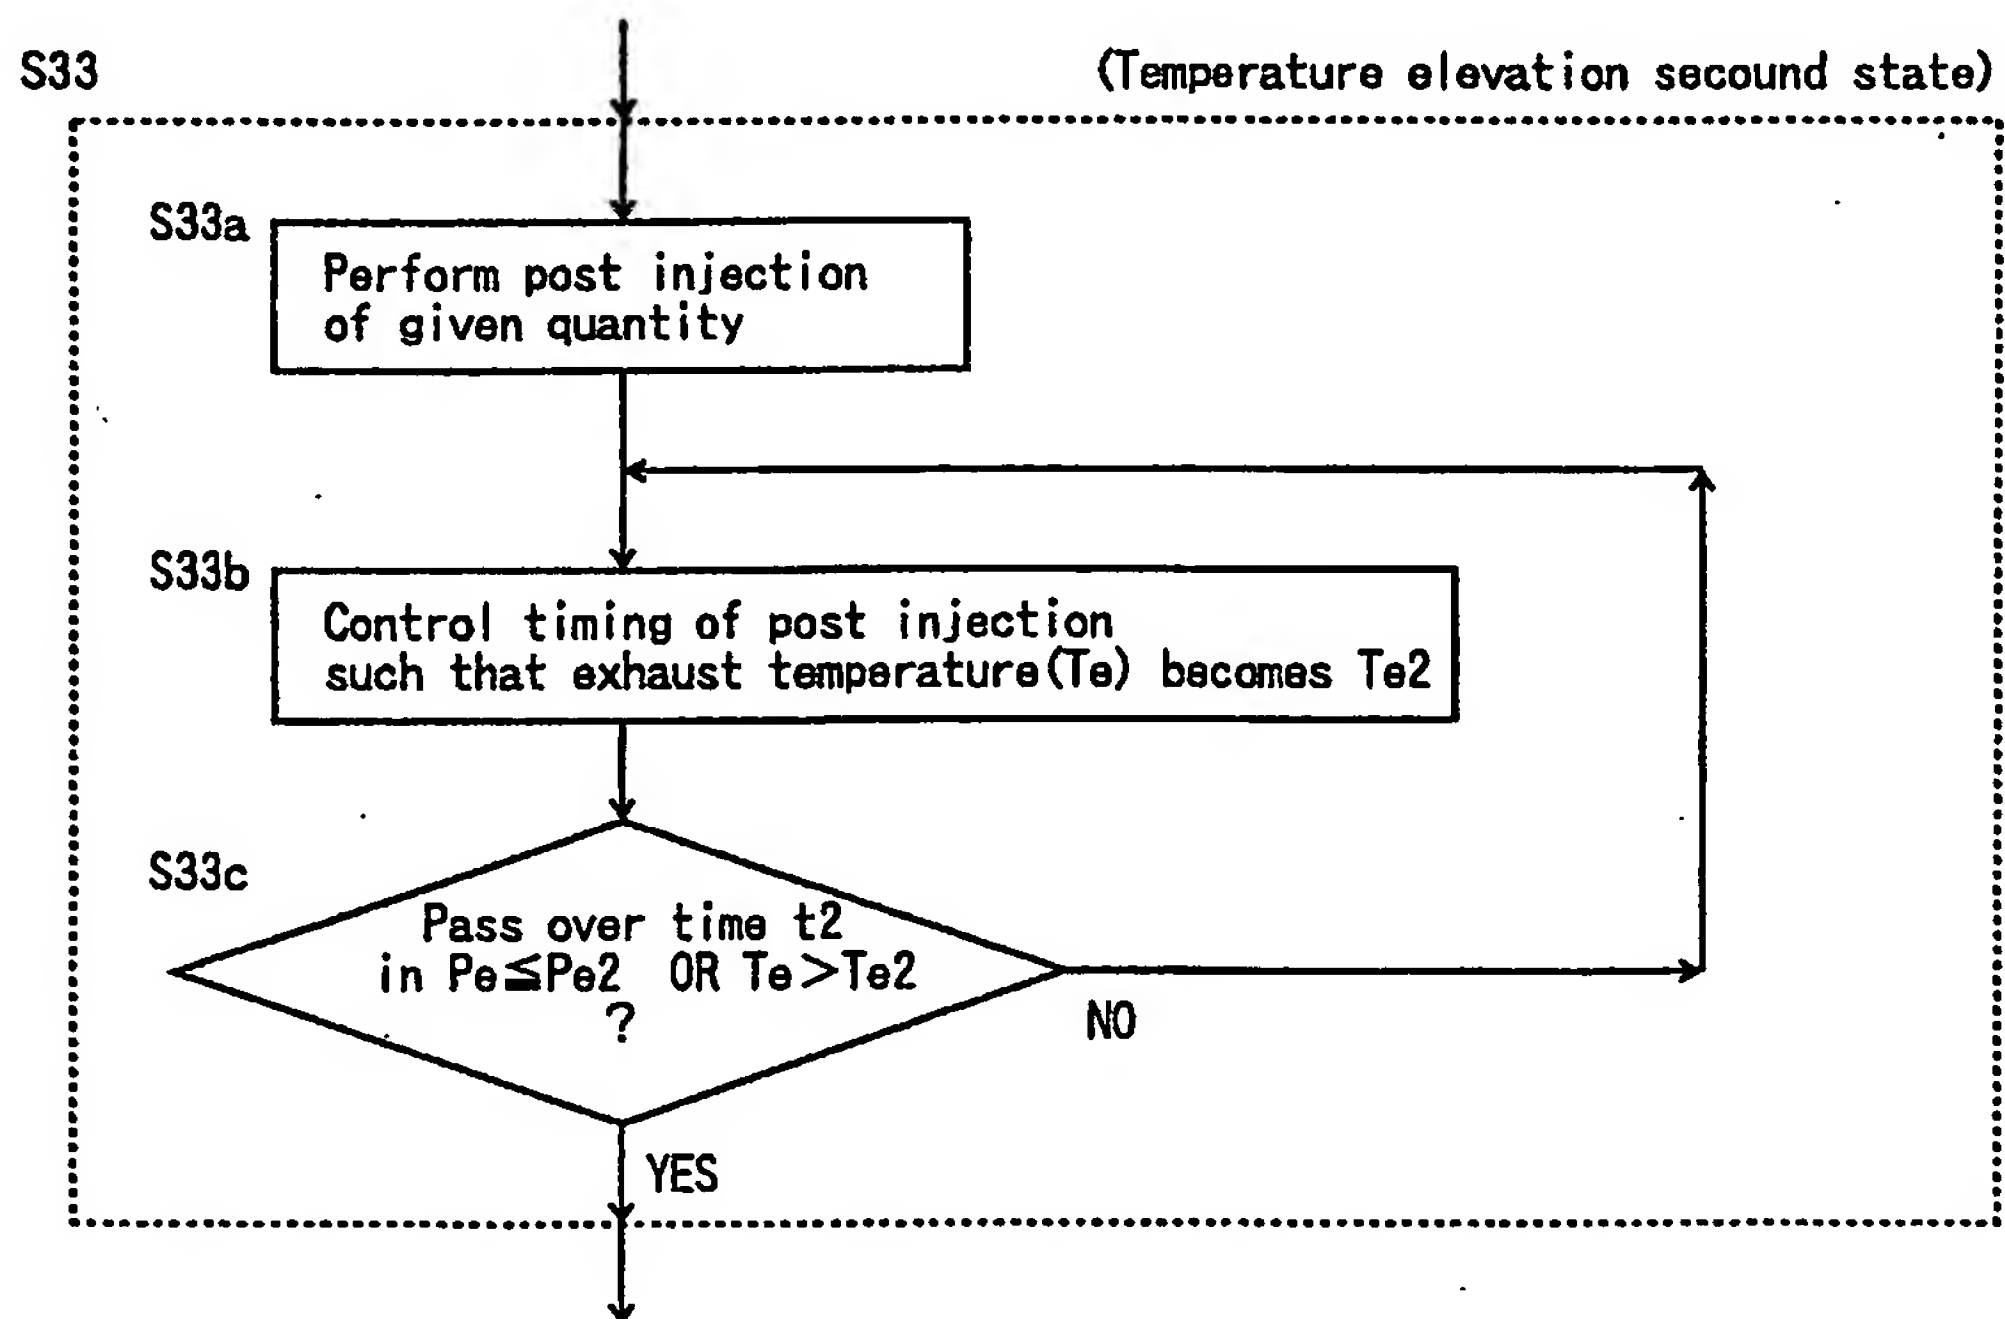 S33
(Temperature elevation secound state)
S33a
Perform post injection
of given quantity
S33b
Control timing of post injection
such that exhaust temperature(Te) becomes Te2
S33c
Pass over time t2
in Pe≦Pe2 OR Te>Te2
?
NO
YES